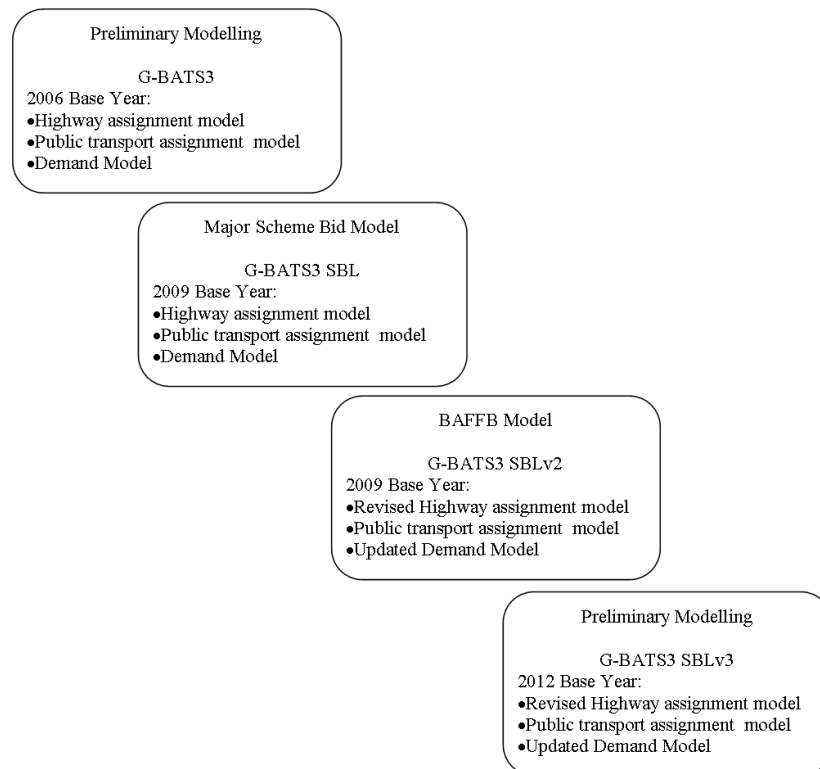 Preliminary Modelling
G-BATS3
2006 Base Year:
•Highway assignment model
•Public transport assignment model
•Demand Model
Major Scheme Bid Model
G-BATS3 SBL
2009 Base Year:
•Highway assignment model
•Public transport assignment model
•Demand Model
BAFFB Model
G-BATS3 SBLv2
2009 Base Year:
•Revised Highway assignment model
•Public transport assignment model
•Updated Demand Model
Preliminary Modelling
G-BATS3 SBLv3
2012 Base Year:
•Revised Highway assignment model
•Public transport assignment model
•Updated Demand Model